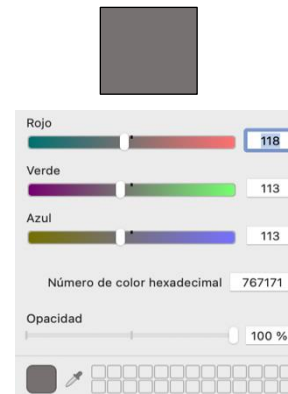 Rojo
118
Verde
113
Azul
113
Número de color hexadecimal 767171
Opacidad
100 %